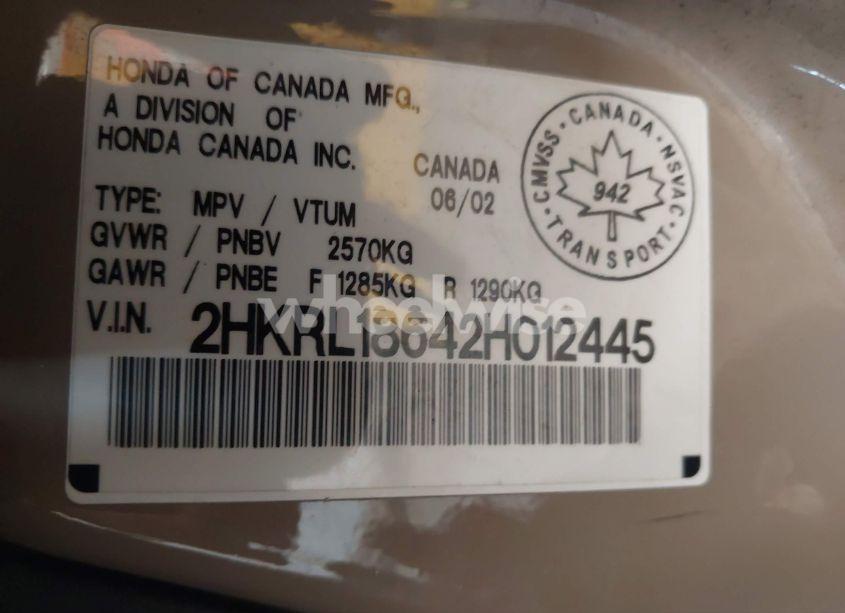 HONDA OF CANADA MFG.,
A DIVISION OF
HONDA CANADA INC.
CANADA
06/02
TYPE: MPV / VTUM
GVWR / PNBV 2570KG
GAWR / PNBE F 1285KG R 1290KG
V.I.N. 2HKRL18642H012445
CMVSS · CANADA · NSVAC · TRANSPORT ·
942
wheelwise